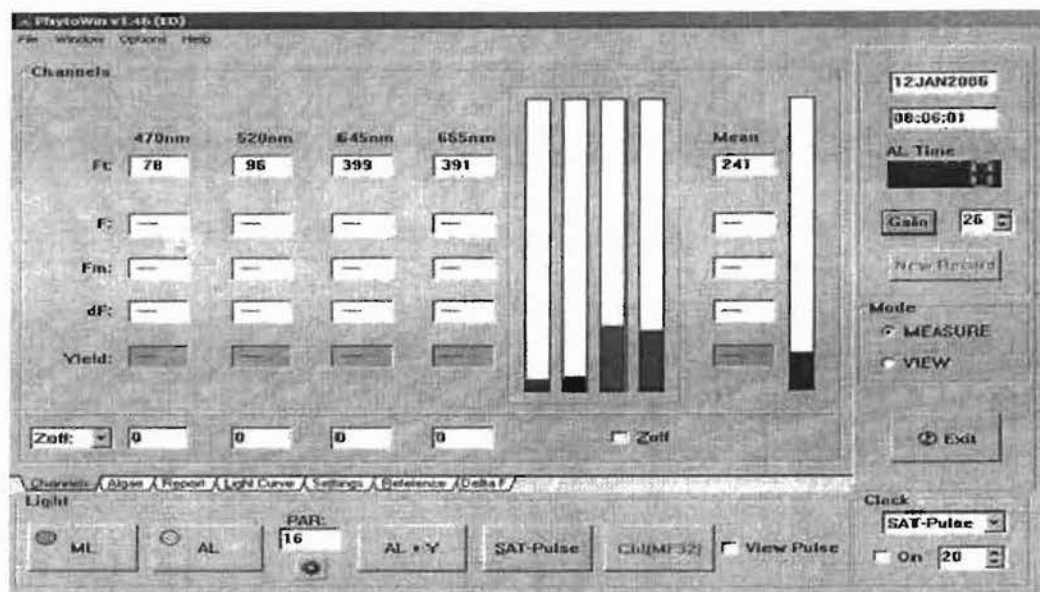 PhytoWin v1.46 (ED)
File Window Options Help
Channels
470nm 520nm 645nm 665nm Mean
Ft: 78 96 399 391 241
F: --- --- --- --- ---
Fm: --- --- --- --- ---
dF: --- --- --- --- ---
Yield: --- --- --- --- ---
Zoff: 0 0 0 0 Zoff
Channels Algae Report Light Curve Settings Reference Delta F
Light
ML AL PAR: 16 AL + Y SAT-Pulse Chl(MF32) View Pulse
12JAN2006
08:06:01
AL Time
Gain 26
New Record
Mode
MEASURE
VIEW
Exit
Clock
SAT-Pulse
On 20